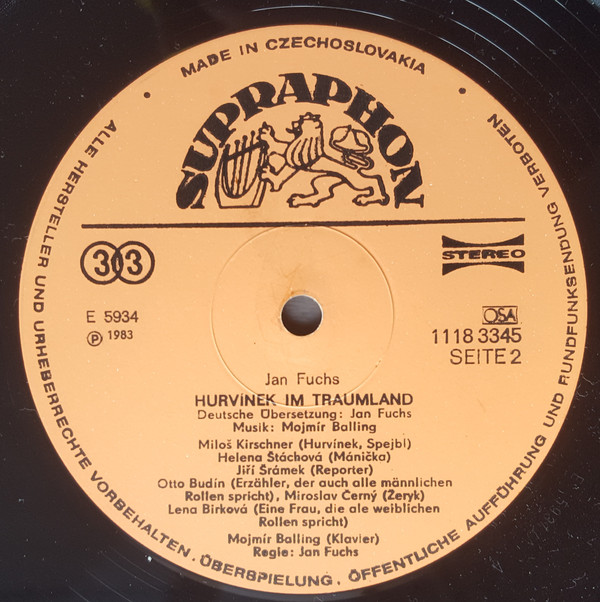 MADE IN CZECHOSLOVAKIA
SUPRAPHON
33
STEREO
E 5934
Ⓟ 1983
OSA
1118 3345
SEITE 2
Jan Fuchs
HURVÍNEK IM TRAUMLAND
Deutsche Übersetzung: Jan Fuchs
Musik: Mojmír Balling
Miloš Kirschner (Hurvínek, Spejbl)
Helena Štáchová (Mánička)
Jiří Šrámek (Reporter)
Otto Budín (Erzähler, der auch alle männlichen
Rollen spricht), Miroslav Černý (Žeryk)
Lena Birková (Eine Frau, die ale weiblichen
Rollen spricht)
Mojmír Balling (Klavier)
Regie: Jan Fuchs
ALLE HERSTELLER UND URHEBERRECHTE VORBEHALTEN. ÜBERSPIELUNG. ÖFFENTLICHE AUFFÜHRUNG UND RUNDFUNKSENDUNG VERBOTEN